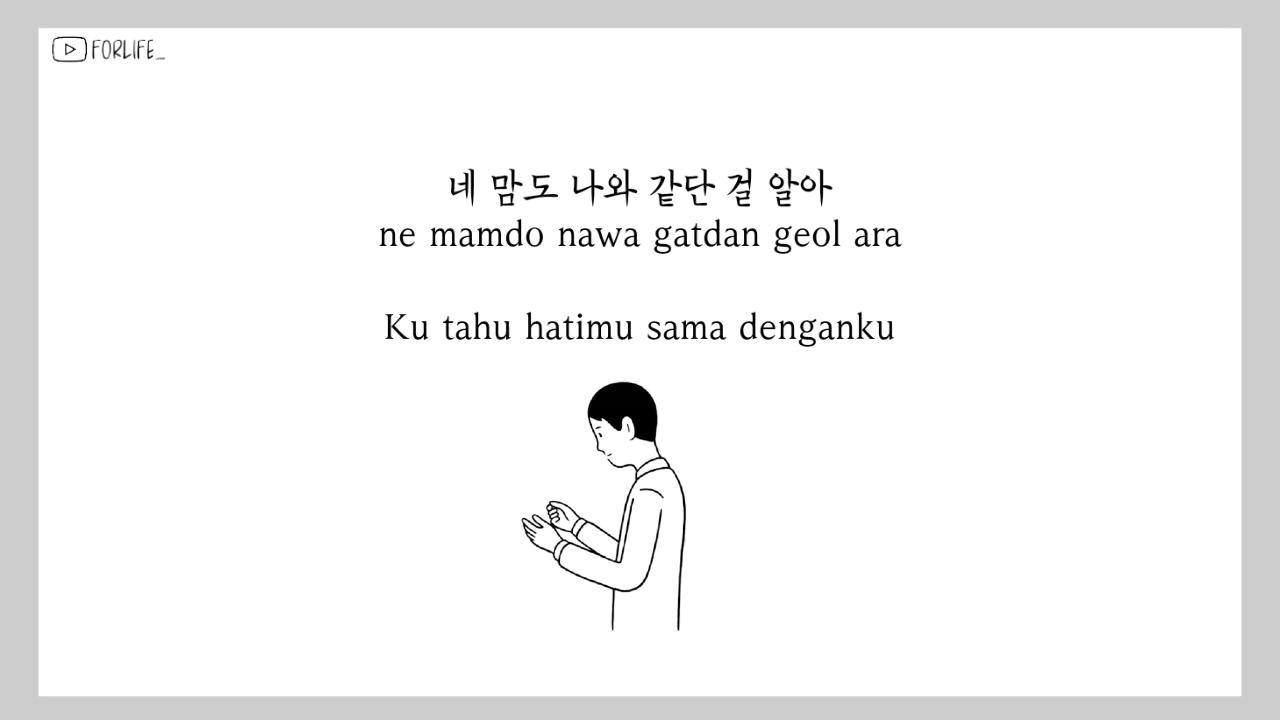 FORLIFE_
네 맘도 나와 같단 걸 알아
ne mamdo nawa gatdan geol ara
Ku tahu hatimu sama denganku